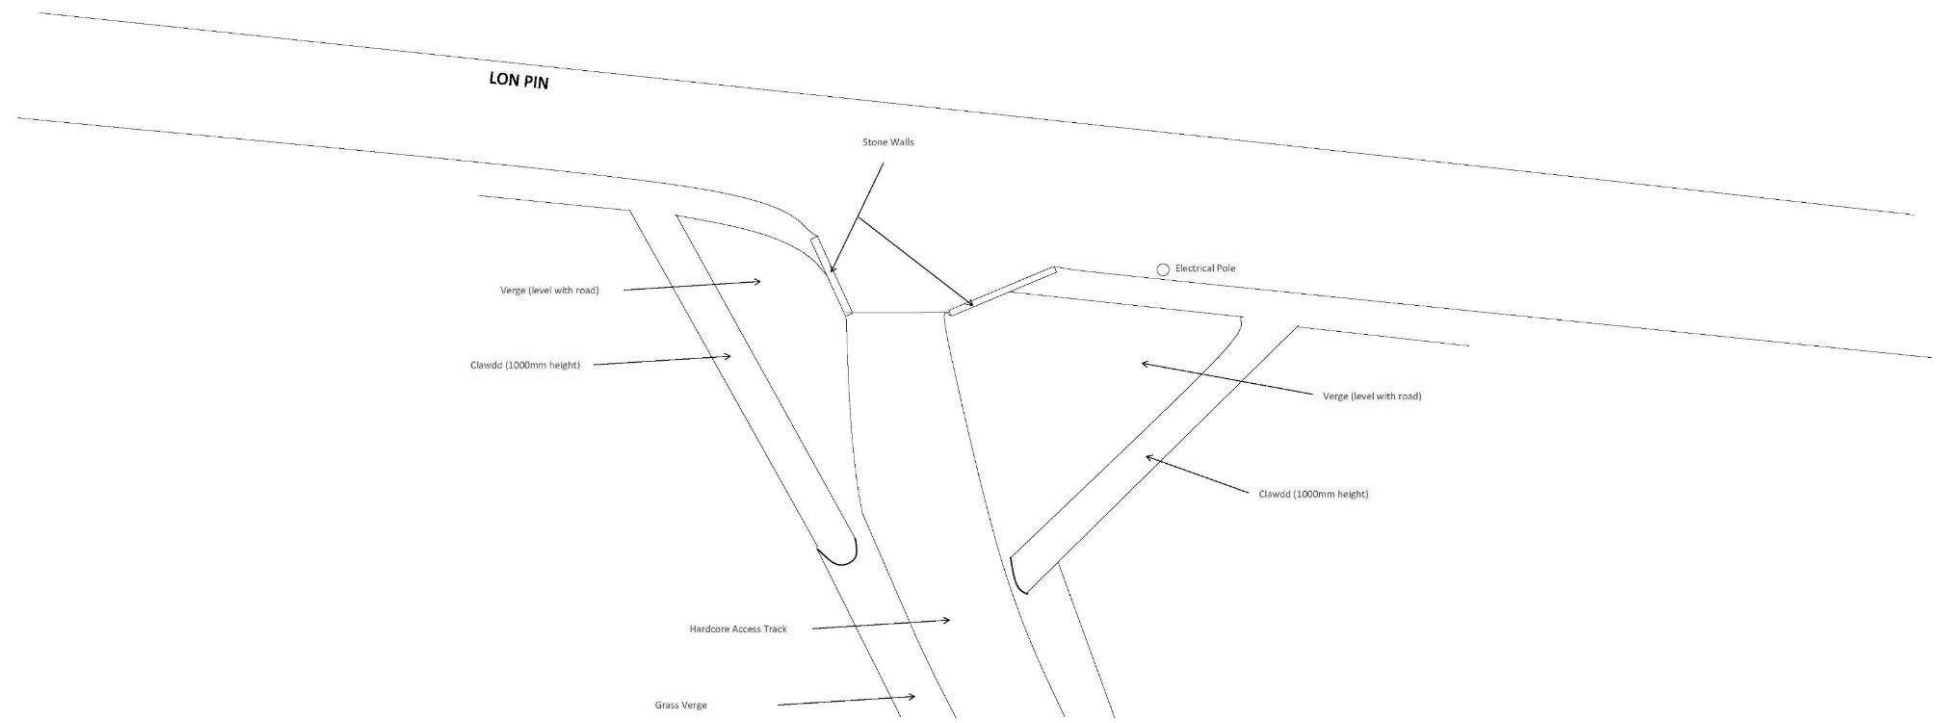 LON PIN
Stone Walls
Electrical Pole
Verge (level with road)
Clawdd (1000mm height)
Verge (level with road)
Clawdd (1000mm height)
Hardcore Access Track
Grass Verge